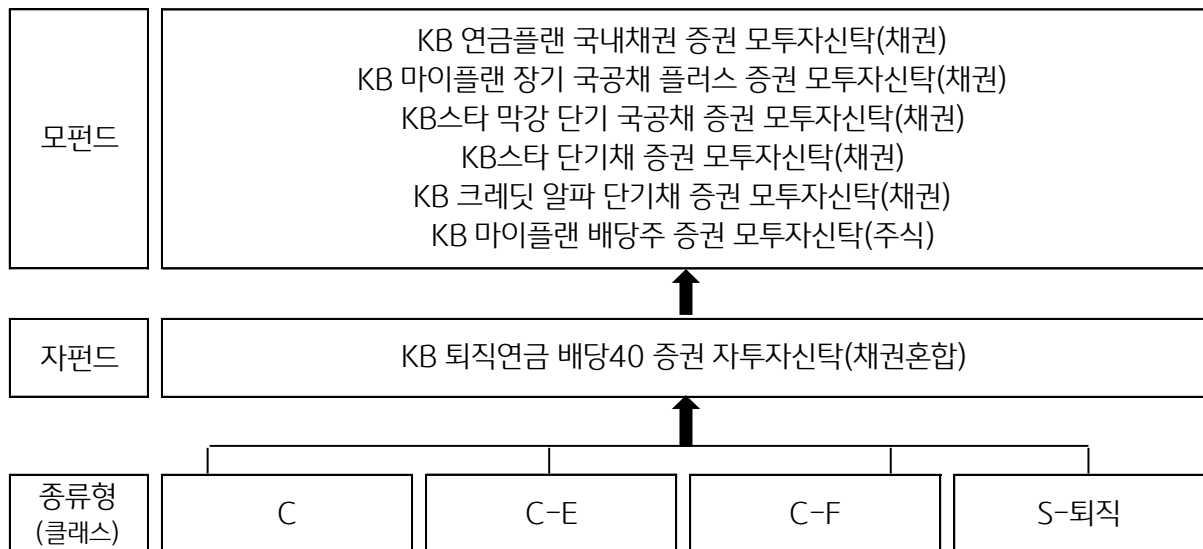 모펀드
KB 연금플랜 국내채권 증권 모투자신탁(채권)
KB 마이플랜 장기 국공채 플러스 증권 모투자신탁(채권)
KB스타 막강 단기 국공채 증권 모투자신탁(채권)
KB스타 단기채 증권 모투자신탁(채권)
KB 크레딧 알파 단기채 증권 모투자신탁(채권)
KB 마이플랜 배당주 증권 모투자신탁(주식)
자펀드
KB 퇴직연금 배당40 증권 자투자신탁(채권혼합)
종류형
(클래스)
C
C-E
C-F
S-퇴직